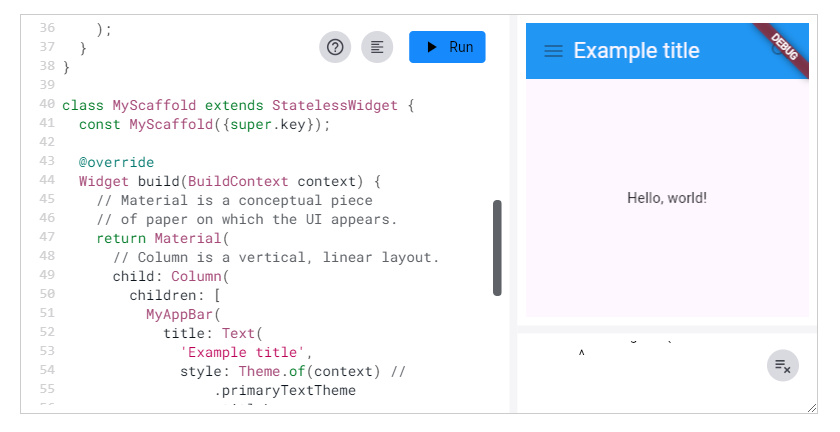 36     );
37   }
38 }
39
40 class MyScaffold extends StatelessWidget {
41   const MyScaffold({super.key});
42
43   @override
44   Widget build(BuildContext context) {
45     // Material is a conceptual piece
46     // of paper on which the UI appears.
47     return Material(
48       // Column is a vertical, linear layout.
49       child: Column(
50         children: [
51           MyAppBar(
52             title: Text(
53               'Example title',
54               style: Theme.of(context) //
55                   .primaryTextTheme
Run
Example title
DEBUG
Hello, world!
^